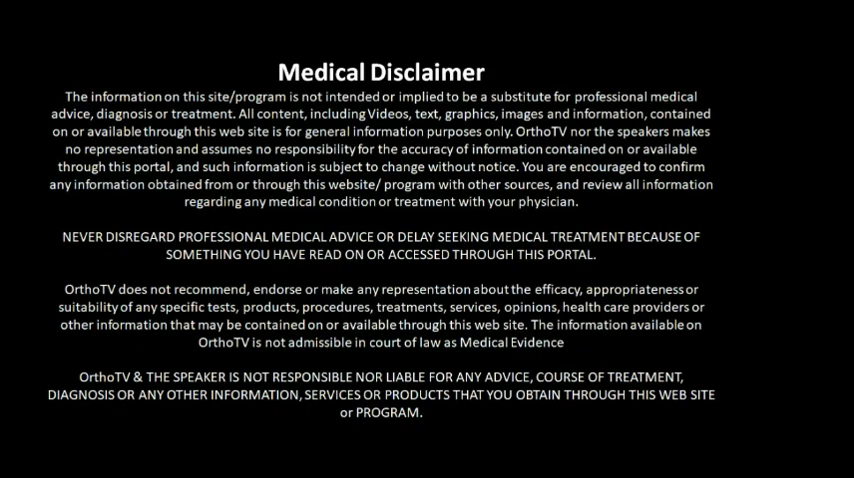 Medical Disclaimer
The information on this site/program is not intended or implied to be a substitute for professional medical
advice, diagnosis or treatment. All content, including Videos, text, graphics, images and information, contained
on or available through this web site is for general information purposes only. OrthoTV nor the speakers makes
no representation and assumes no responsibility for the accuracy of information contained on or available
through this portal, and such information is subject to change without notice. You are encouraged to confirm
any information obtained from or through this website/ program with other sources, and review all information
regarding any medical condition or treatment with your physician.
NEVER DISREGARD PROFESSIONAL MEDICAL ADVICE OR DELAY SEEKING MEDICAL TREATMENT BECAUSE OF
SOMETHING YOU HAVE READ ON OR ACCESSED THROUGH THIS PORTAL.
OrthoTV does not recommend, endorse or make any representation about the efficacy, appropriateness or
suitability of any specific tests, products, procedures, treatments, services, opinions, health care providers or
other information that may be contained on or available through this web site. The information available on
OrthoTV is not admissible in court of law as Medical Evidence
OrthoTV & THE SPEAKER IS NOT RESPONSIBLE NOR LIABLE FOR ANY ADVICE, COURSE OF TREATMENT,
DIAGNOSIS OR ANY OTHER INFORMATION, SERVICES OR PRODUCTS THAT YOU OBTAIN THROUGH THIS WEB SITE
or PROGRAM.